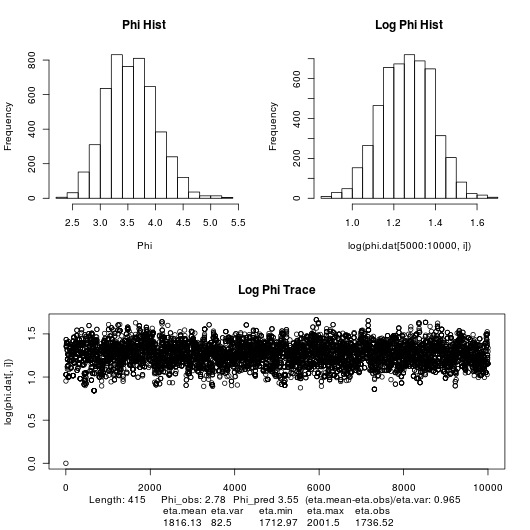 Phi Hist
Log Phi Hist
Frequency
0 200 400 600 800
2.5 3.0 3.5 4.0 4.5 5.0 5.5
Phi
Frequency
0 200 400 600
1.0 1.2 1.4 1.6
log(phi.dat[5000:10000, i])
Log Phi Trace
log(phi.dat[, i])
0.0 0.5 1.0 1.5
0 2000 4000 6000 8000 10000
Length: 415 Phi_obs: 2.78 Phi_pred 3.55 (eta.mean-eta.obs)/eta.var: 0.965
eta.mean eta.var eta.min eta.max eta.obs
1816.13 82.5 1712.97 2001.5 1736.52